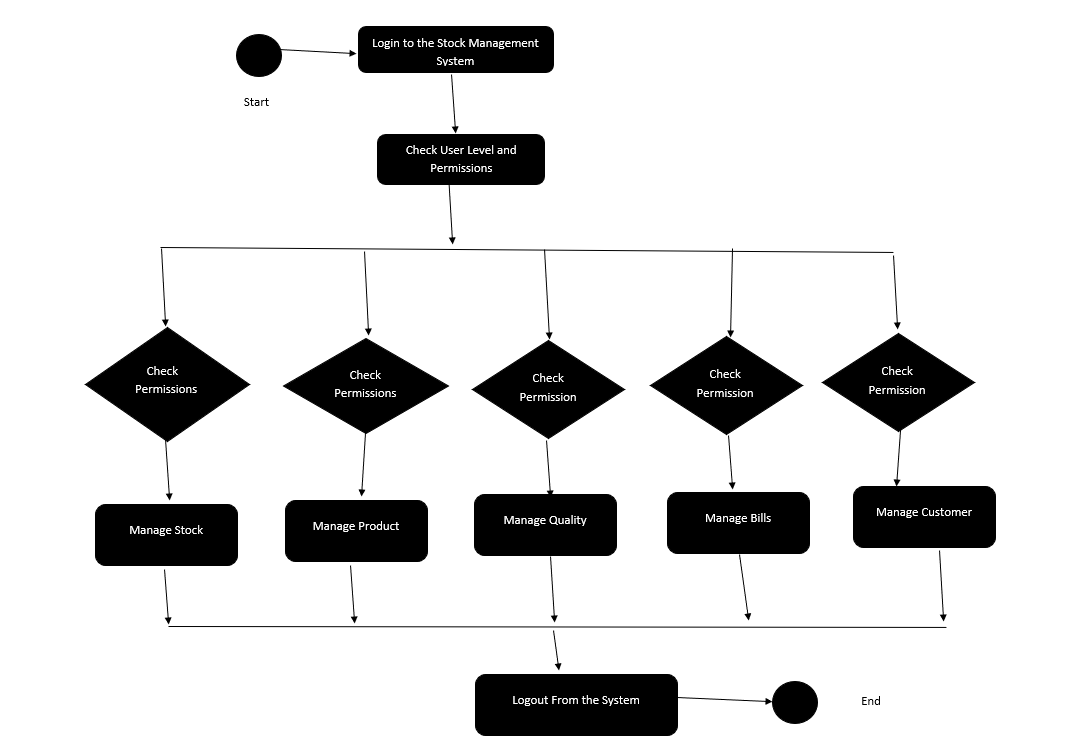 Login to the Stock Management
System
Start
Check User Level and
Permissions
Check
Permissions
Check
Permissions
Check
Permission
Check
Permission
Check
Permission
Manage Stock
Manage Product
Manage Quality
Manage Bills
Manage Customer
Logout From the System
End